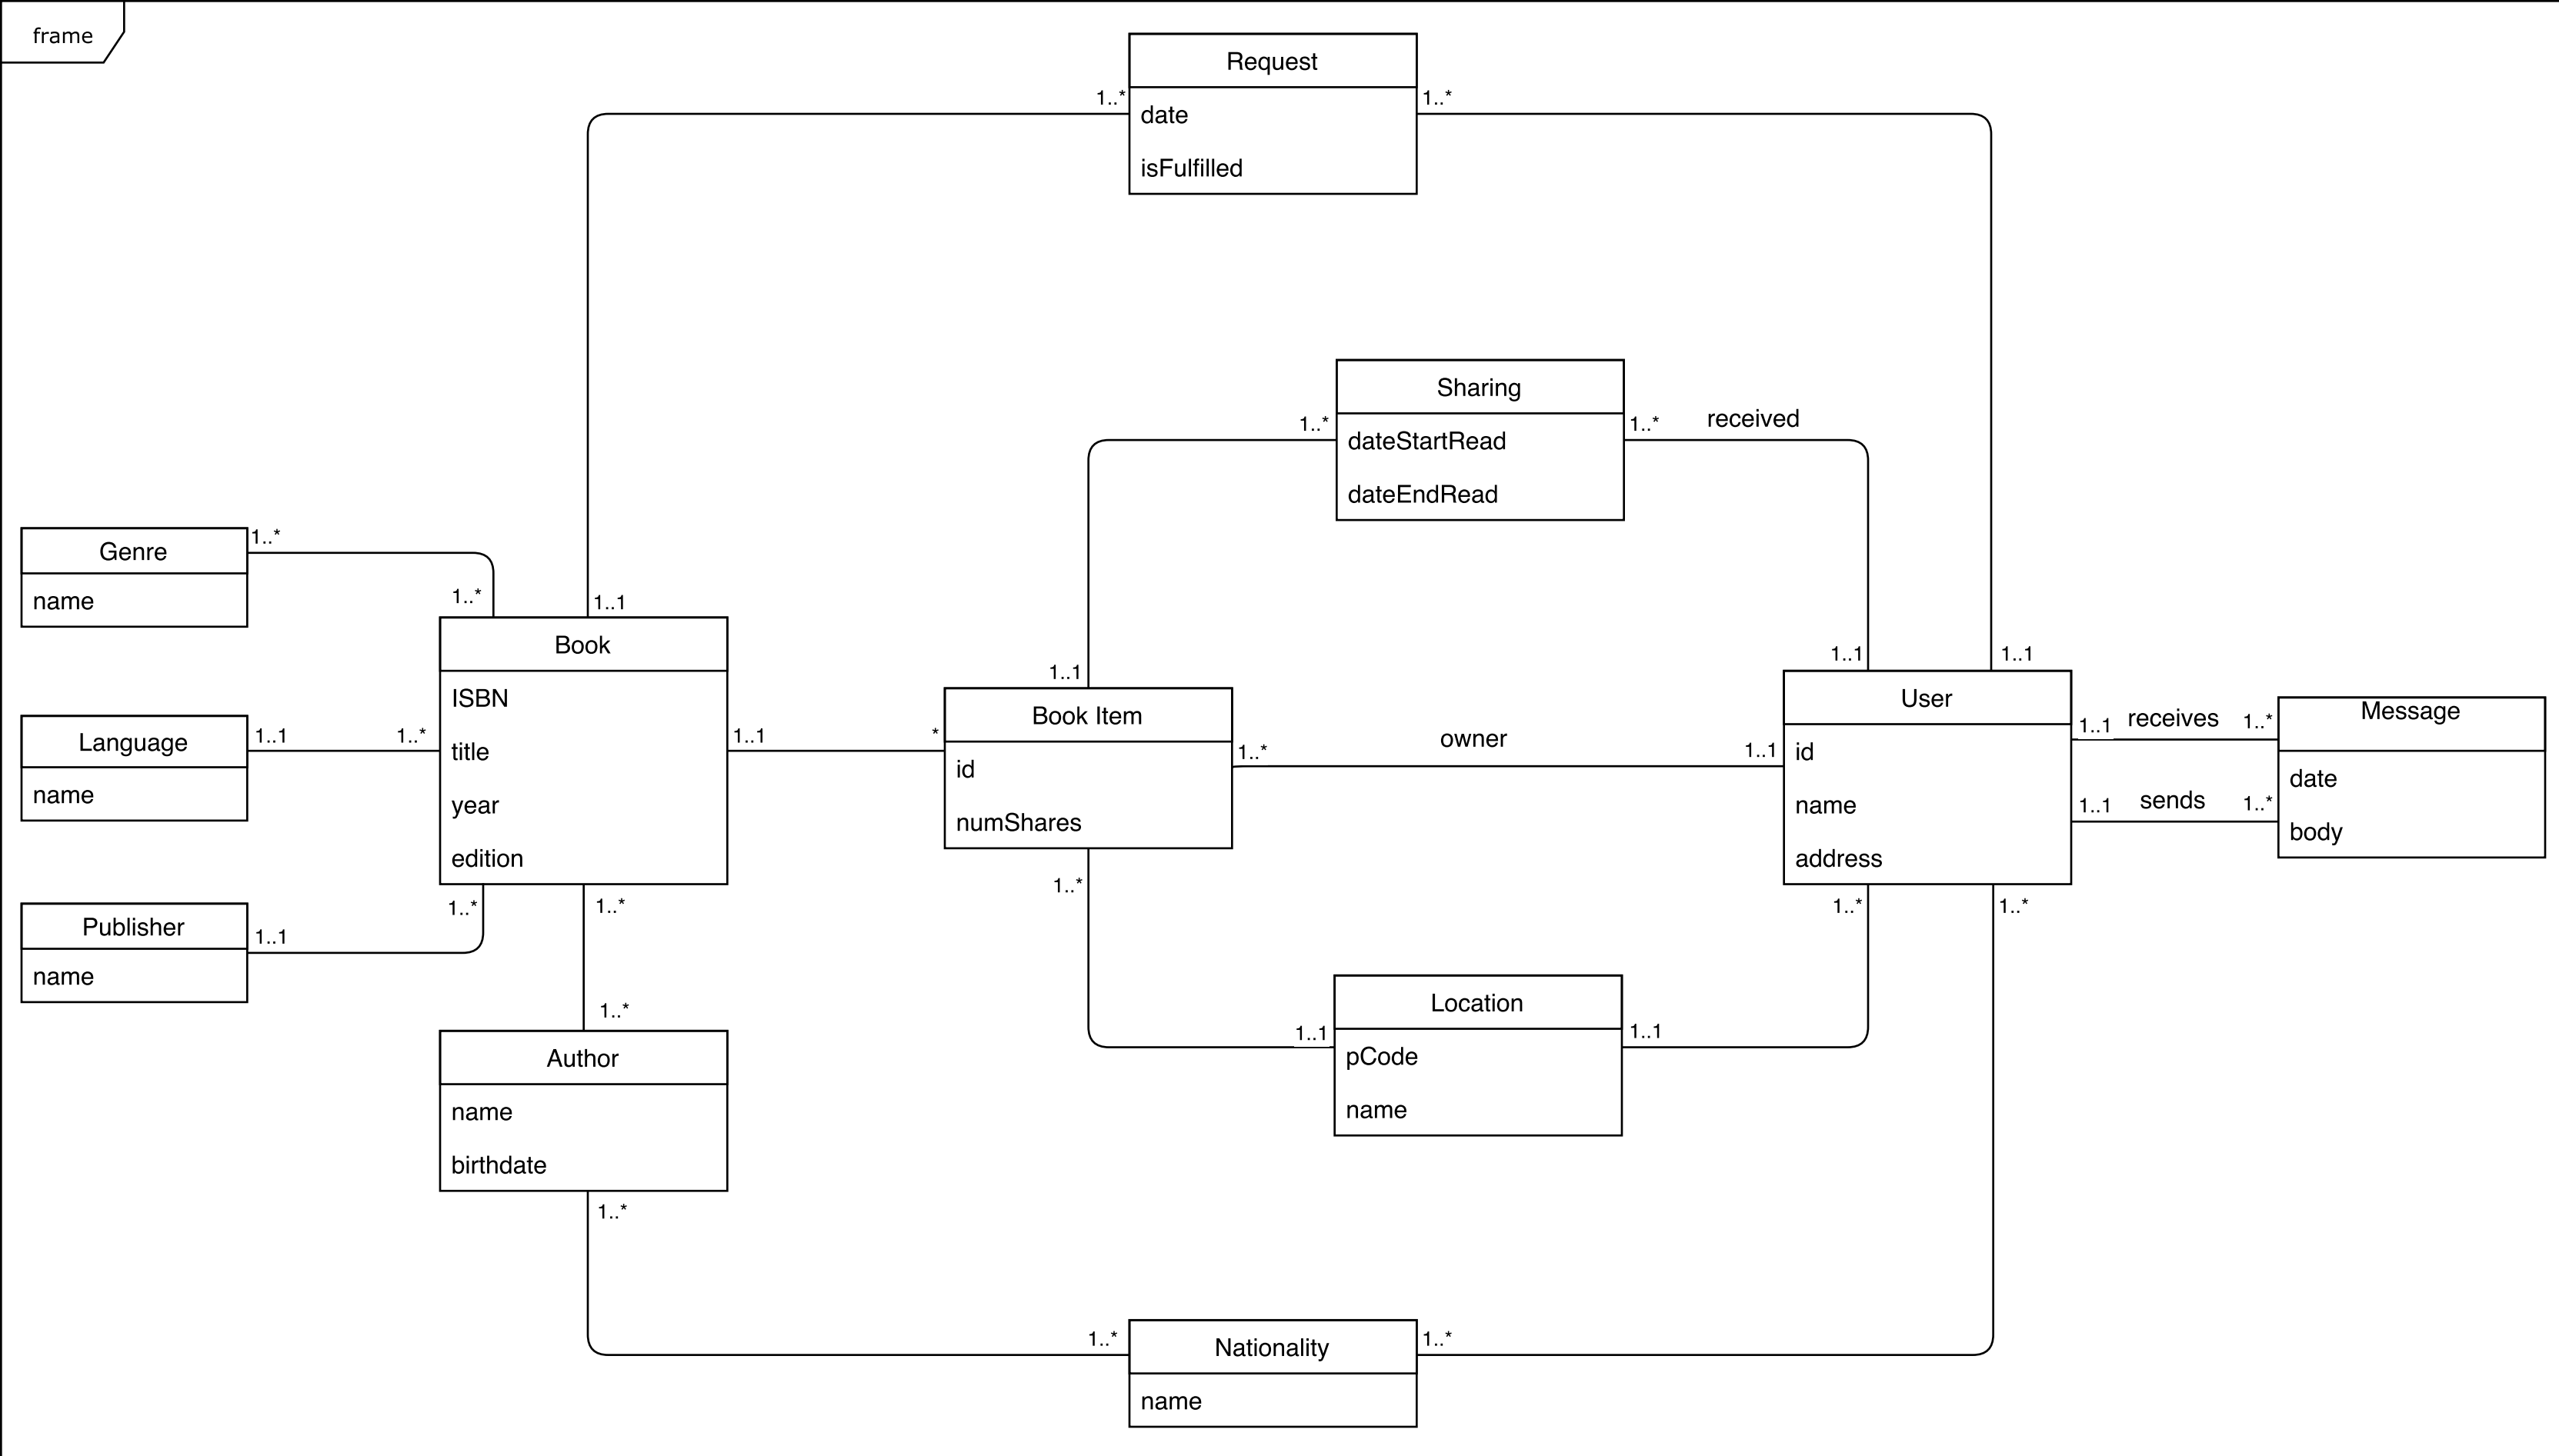 frame
Request
1..*
1..*
date
isFulfilled
Sharing
1..*
1..*
received
dateStartRead
dateEndRead
Genre
1..*
name
1..*
1..1
Book
ISBN
title
year
edition
Language
1..1
1..*
name
Publisher
1..1
name
1..*
1..*
1..1
*
1..1
Book Item
id
numShares
1..*
owner
1..1
1..1
1..1
User
id
name
address
1..1
receives
1..*
1..1
sends
1..*
Message
date
body
1..*
1..*
1..*
1..*
Author
name
birthdate
1..*
Location
1..1
1..1
pCode
name
1..*
1..*
Nationality
name